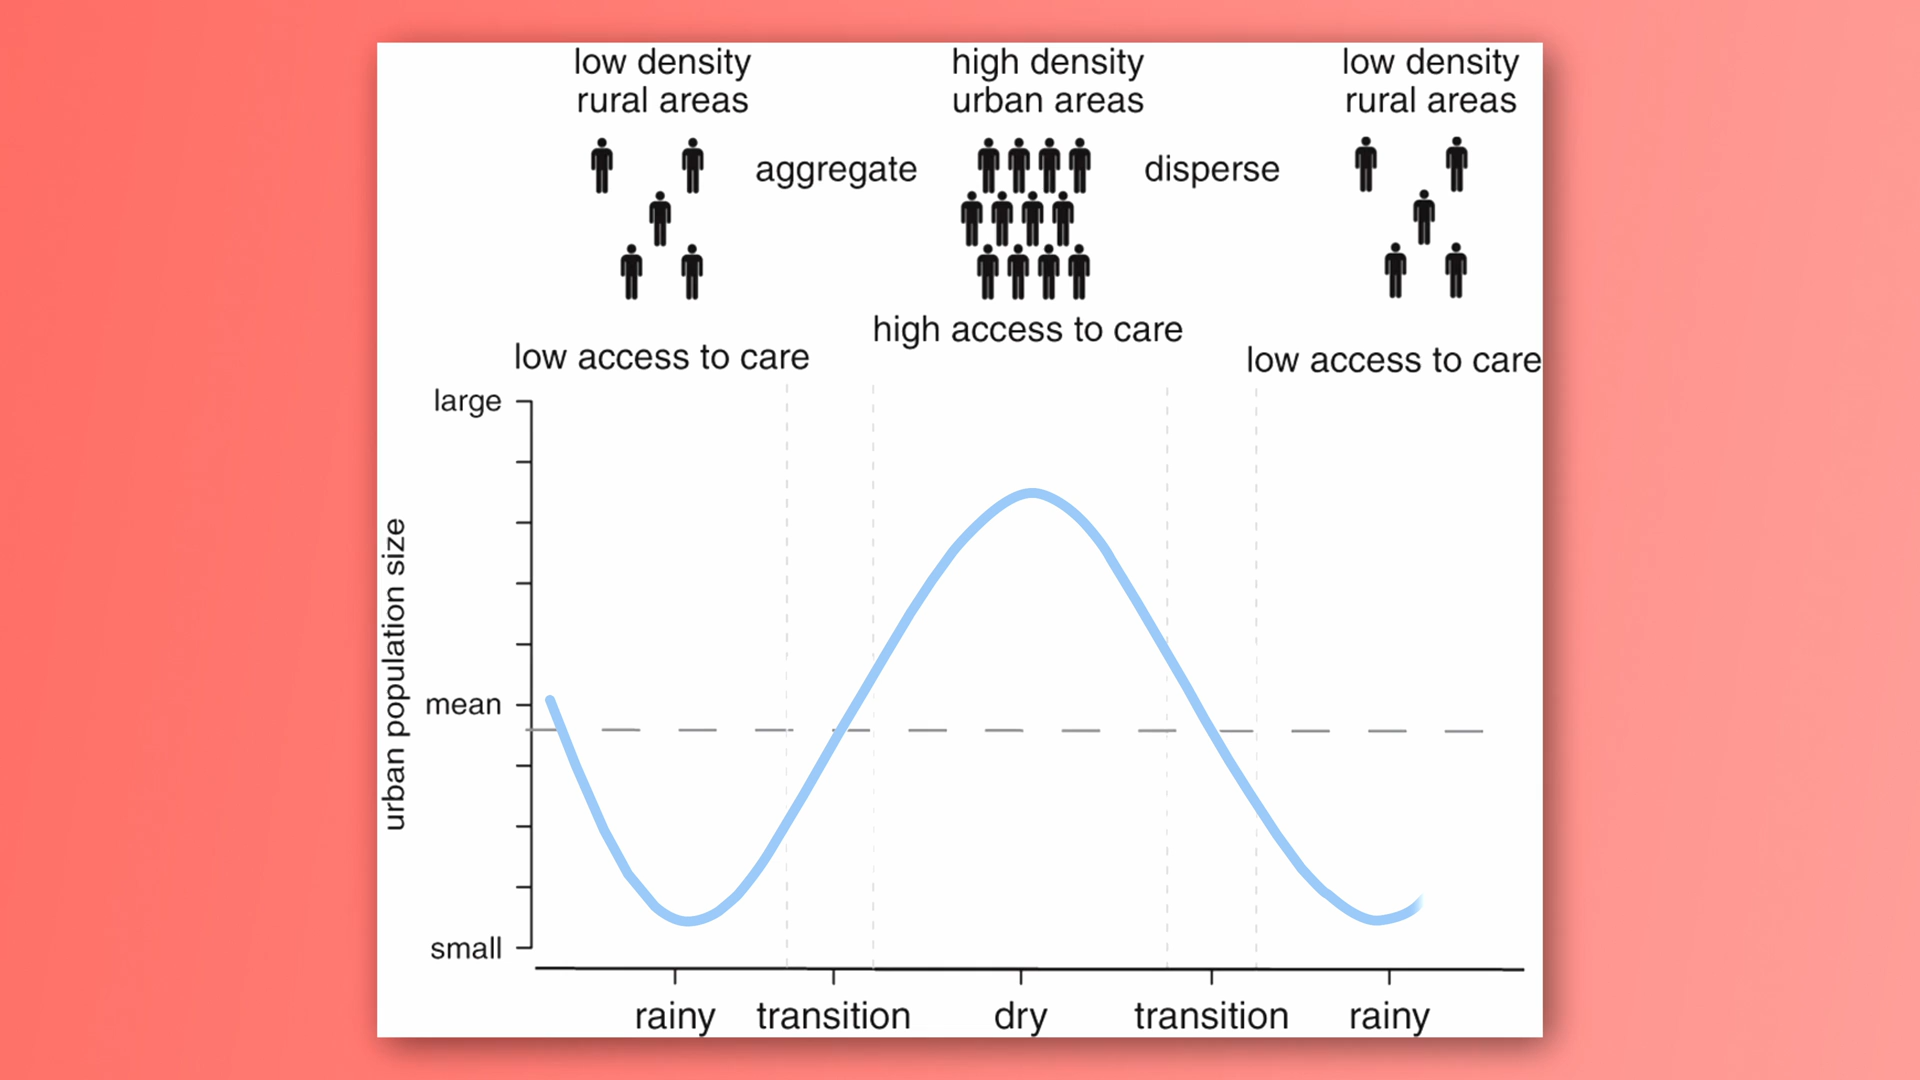 low density
rural areas
high density
urban areas
low density
rural areas
aggregate
disperse
high access to care
low access to care
low access to care
large
mean
small
urban population size
rainy
transition
dry
transition
rainy